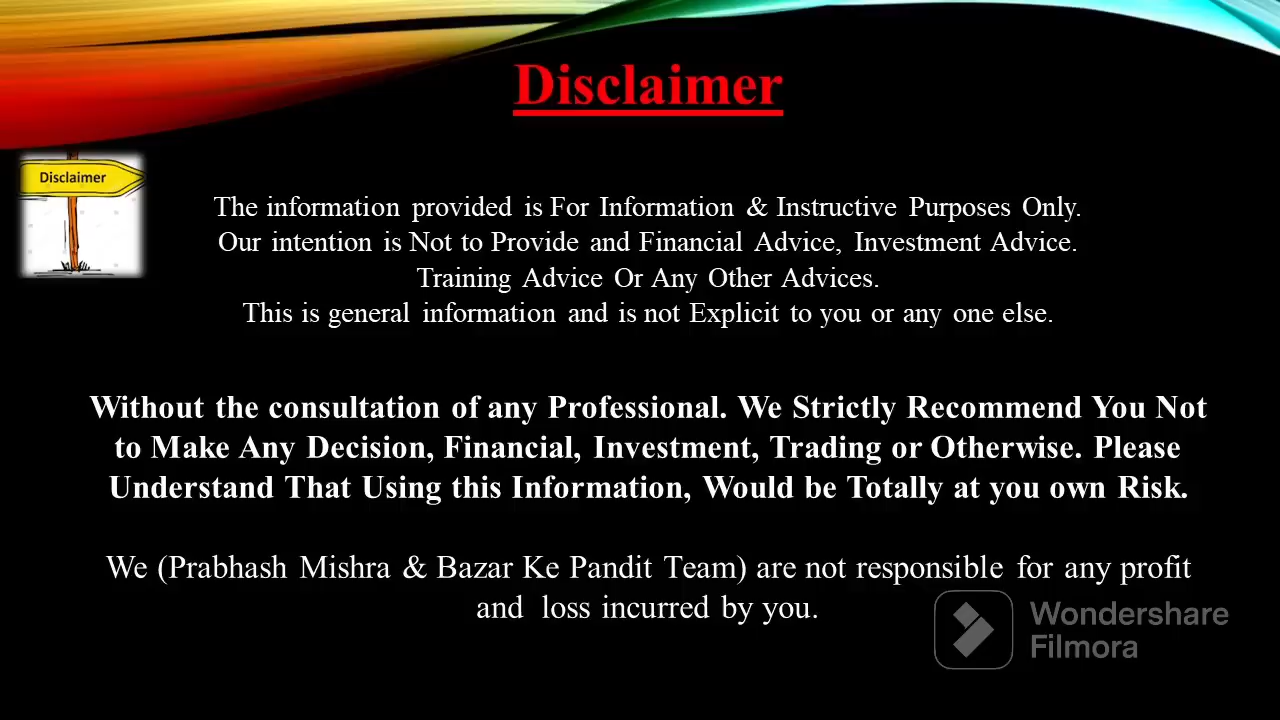 Disclaimer
Disclaimer
The information provided is For Information & Instructive Purposes Only.
Our intention is Not to Provide and Financial Advice, Investment Advice.
Training Advice Or Any Other Advices.
This is general information and is not Explicit to you or any one else.
Without the consultation of any Professional. We Strictly Recommend You Not
to Make Any Decision, Financial, Investment, Trading or Otherwise. Please
Understand That Using this Information, Would be Totally at you own Risk.
We (Prabhash Mishra & Bazar Ke Pandit Team) are not responsible for any profit
and loss incurred by you.
Wondershare
Filmora